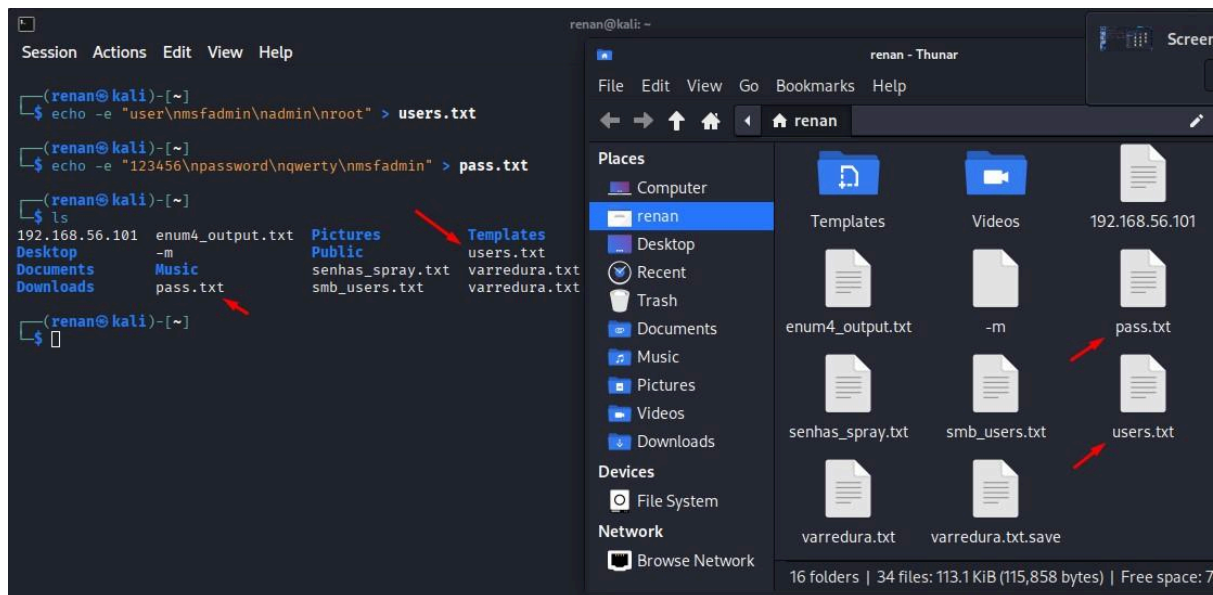 renan@kali: ~
Session Actions Edit View Help
┌──(renan㉿kali)-[~]
└─$ echo -e "user\nmsfadmin\nadmin\nroot" > users.txt
┌──(renan㉿kali)-[~]
└─$ echo -e "123456\npassword\nqwerty\nmsfadmin" > pass.txt
┌──(renan㉿kali)-[~]
└─$ ls
192.168.56.101 enum4_output.txt Pictures Templates
Desktop -m Public users.txt
Documents Music senhas_spray.txt varredura.txt
Downloads pass.txt smb_users.txt varredura.txt
┌──(renan㉿kali)-[~]
└─$
renan - Thunar
File Edit View Go Bookmarks Help
renan
Places
Computer
renan
Desktop
Recent
Trash
Documents
Music
Pictures
Videos
Downloads
Devices
File System
Network
Browse Network
Templates Videos 192.168.56.101
enum4_output.txt -m pass.txt
senhas_spray.txt smb_users.txt users.txt
varredura.txt varredura.txt.save
16 folders | 34 files: 113.1 KiB (115,858 bytes) | Free space: 7
Screer